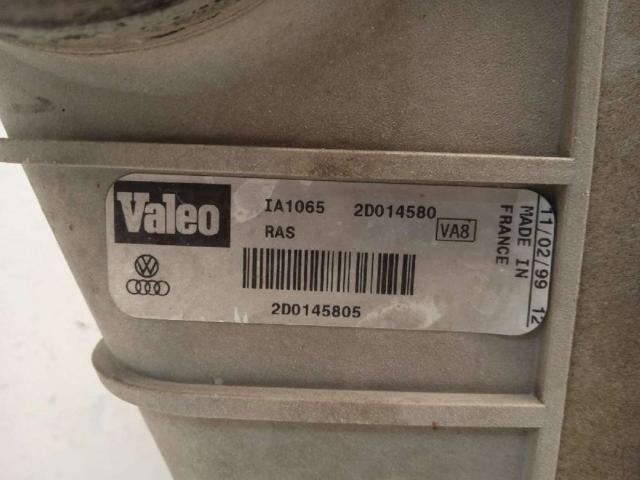 Valeo
IA1065 2D014580
RAS
VA8
2D0145805
MADE IN
FRANCE
11/02/99 12